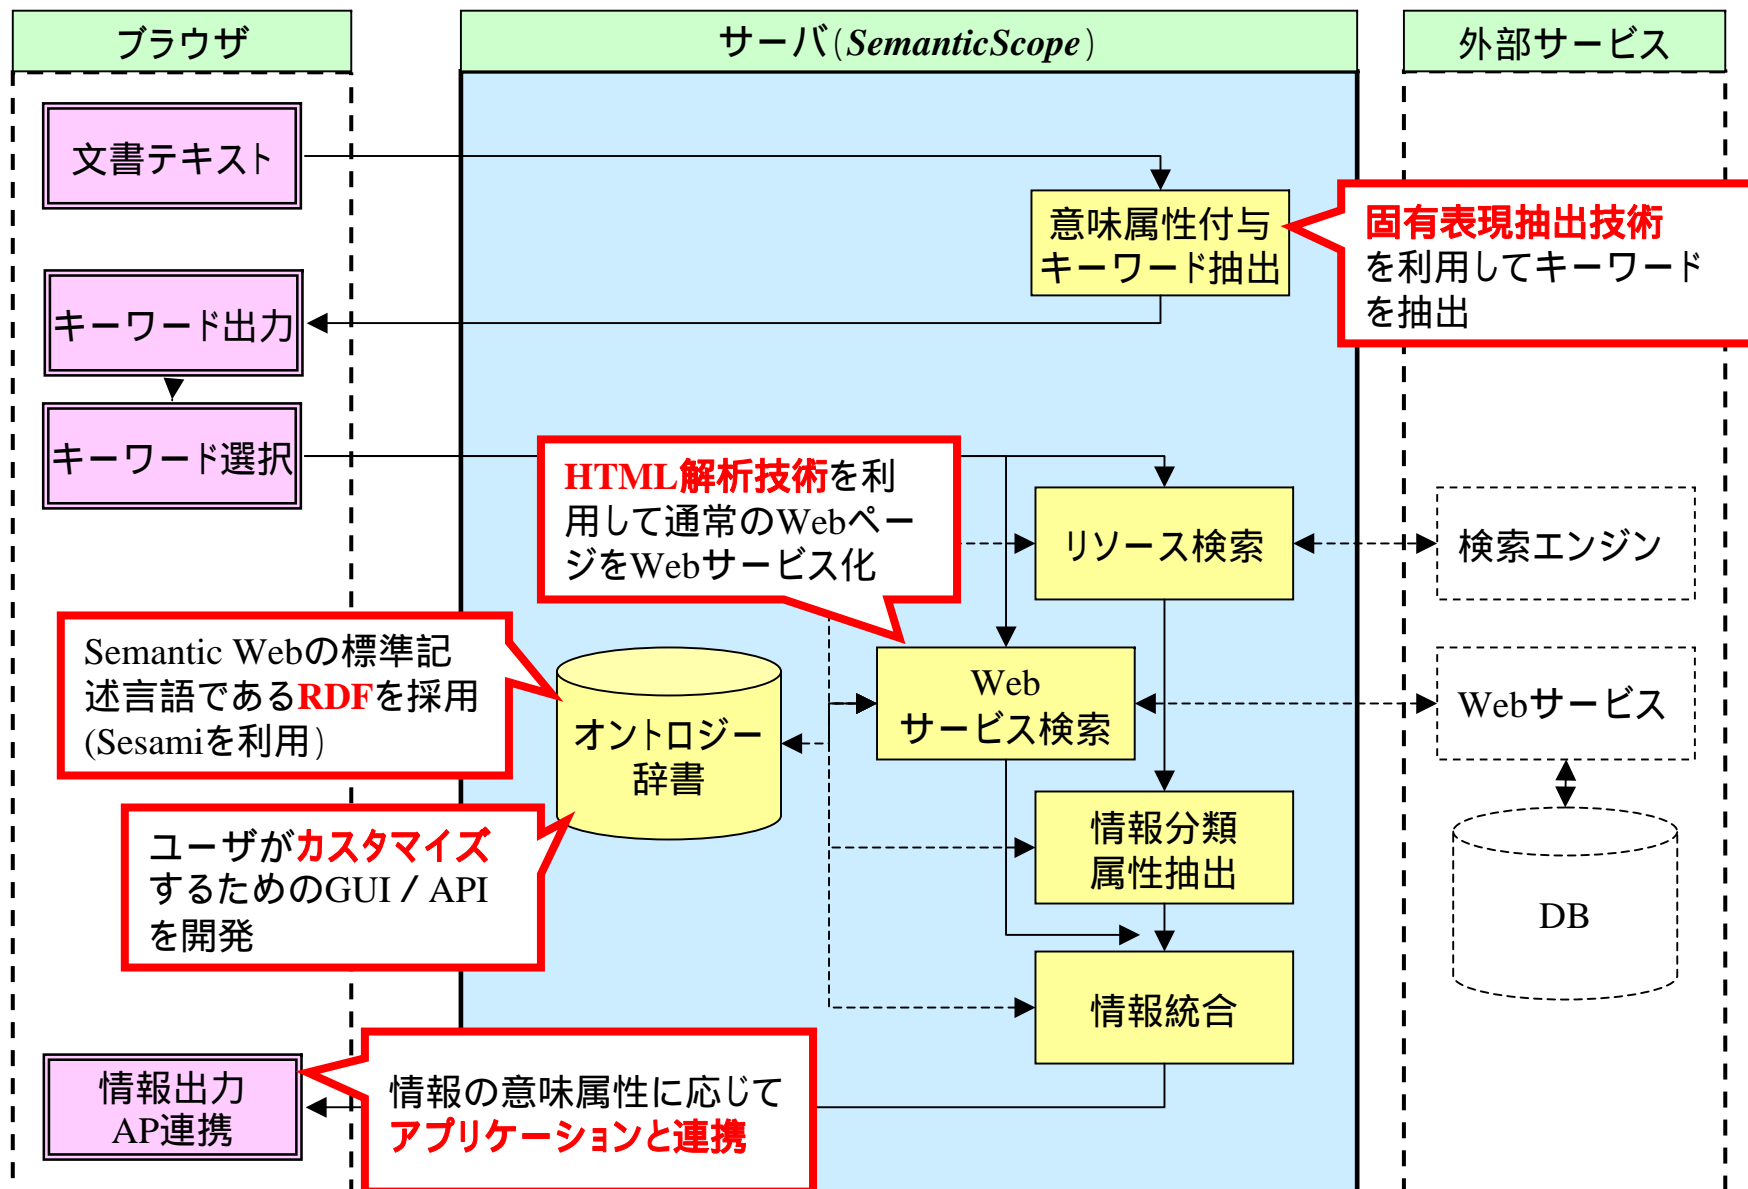 ブラウザ
サーバ(SemanticScope)
外部サービス
文書テキスト
意味属性付与
キーワード抽出
固有表現抽出技術
を利用してキーワード
を抽出
キーワード出力
キーワード選択
HTML解析技術を利
用して通常のWebペー
ジをWebサービス化
リソース検索
検索エンジン
Semantic Webの標準記
述言語であるRDFを採用
(Sesamiを利用)
オントロジー
辞書
Web
サービス検索
Webサービス
ユーザがカスタマイズ
するためのGUI / API
を開発
情報分類
属性抽出
DB
情報統合
情報出力
AP連携
情報の意味属性に応じて
アプリケーションと連携